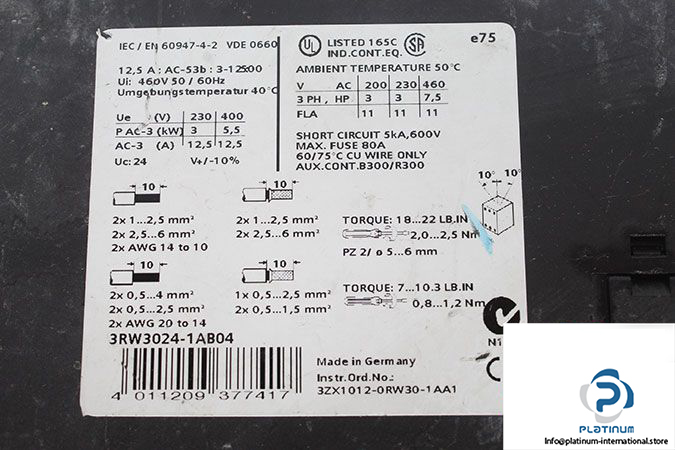 IEC / EN 60947-4-2 VDE 0660
12,5 A : AC-53b : 3-12:
Ui: 460V 50 / 60Hz
Umgebungstemperatur 40°C
Ue (V) 230 400
P AC-3 (kW) 3 5,5
AC-3 (A) 12,5 12,5
Uc: 24 V+/-10%
UL LISTED 165C SA
IND.CONT.EQ.
e75
AMBIENT TEMPERATURE 50°C
V AC 200 230 460
3 PH , HP 3 3 7,5
FLA 11 11 11
SHORT CIRCUIT 5kA,600V
MAX. FUSE 80A
60/75°C CU WIRE ONLY
AUX.CONT.B300/R300
10
2x 1...2,5 mm²
2x 2,5...6 mm²
2x AWG 14 to 10
10
2x 1...2,5 mm²
2x 2,5...6 mm²
TORQUE: 18...22 LB.IN
2,0...2,5 Nm
PZ 2/ ø 5...6 mm
10° 10°
10
2x 0,5...4 mm²
2x 0,5...2,5 mm²
2x AWG 20 to 14
10
1x 0,5...2,5 mm²
2x 0,5...1,5 mm²
TORQUE: 7...10.3 LB.IN
0,8...1,2 Nm
N1
3RW3024-1AB04
4 011209 377417
Made in Germany
Instr.Ord.No.:
3ZX1012-0RW30-1AA1
PLATINUM
info@platinum-international.store